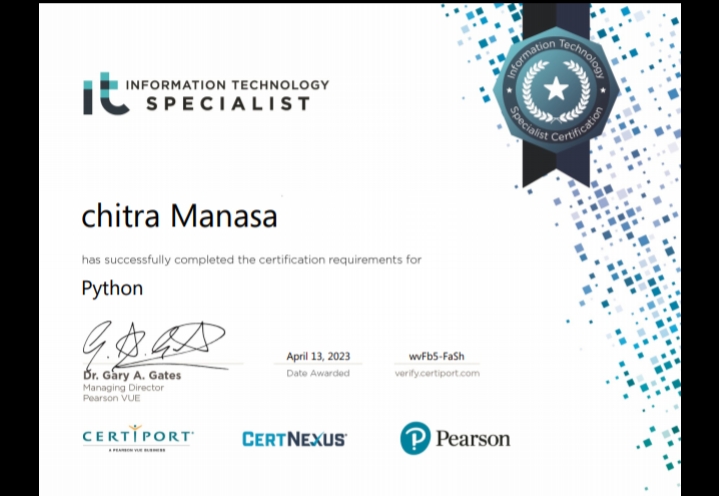 it INFORMATION TECHNOLOGY
SPECIALIST
Information Technology
Specialist Certification
chitra Manasa
has successfully completed the certification requirements for
Python
Dr. Gary A. Gates
Managing Director
Pearson VUE
April 13, 2023
Date Awarded
wvFbS-FaSh
verify.certiport.com
CERTIPORT
A PEARSON VUE BUSINESS
CERTNEXUS
P Pearson